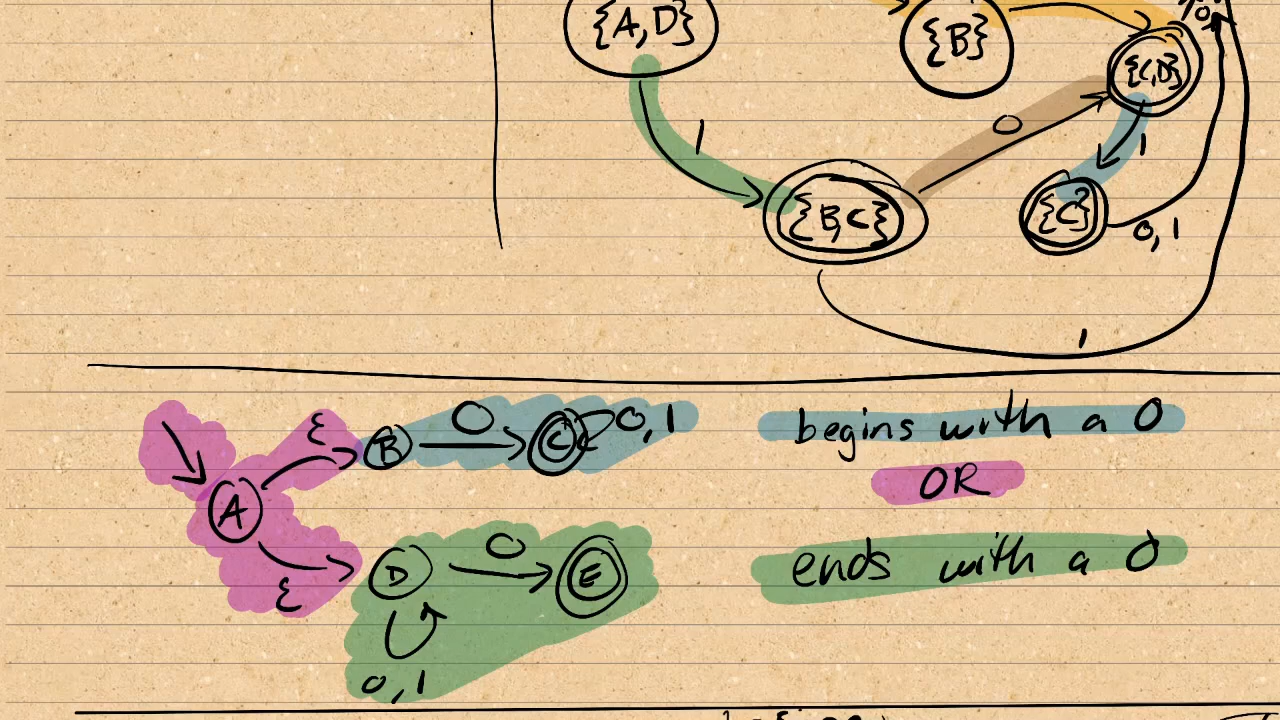 {A,D}
{B}
{C,D}
1
0
1
{B,C}
{C}
0,1
1
ε
B
0
C
0,1
begins with a 0
A
OR
ε
D
0
E
ends with a 0
0,1